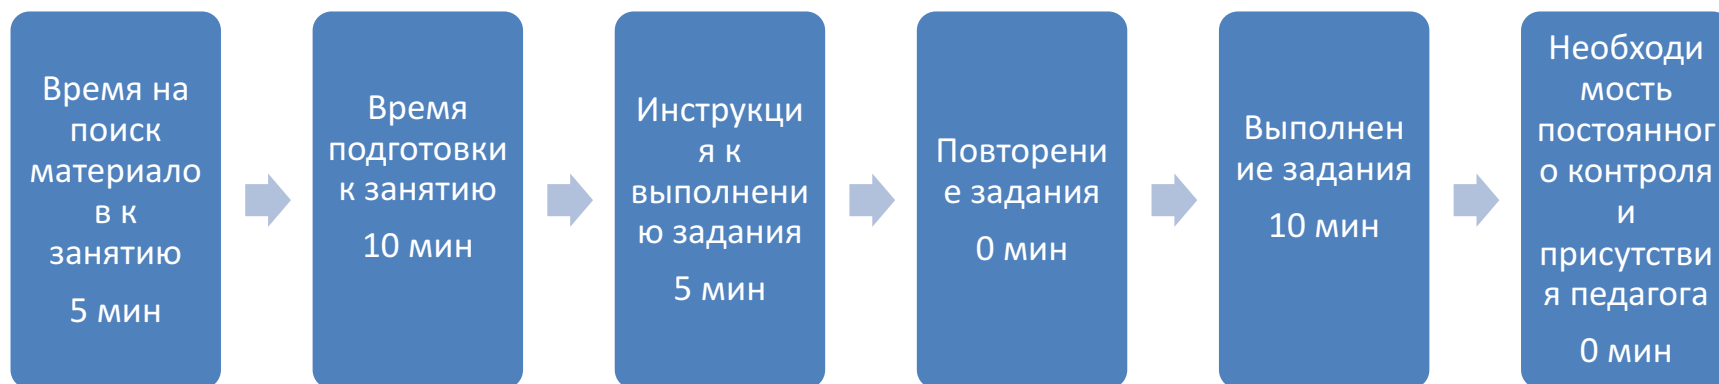 Время на
поиск
материало
в к
занятию
5 мин
Время
подготовки
к занятию
10 мин
Инструкци
я к
выполнени
ю задания
5 мин
Повторени
е задания
0 мин
Выполнен
ие задания
10 мин
Необходи
мость
постоянног
о контроля
и
присутстви
я педагога
0 мин